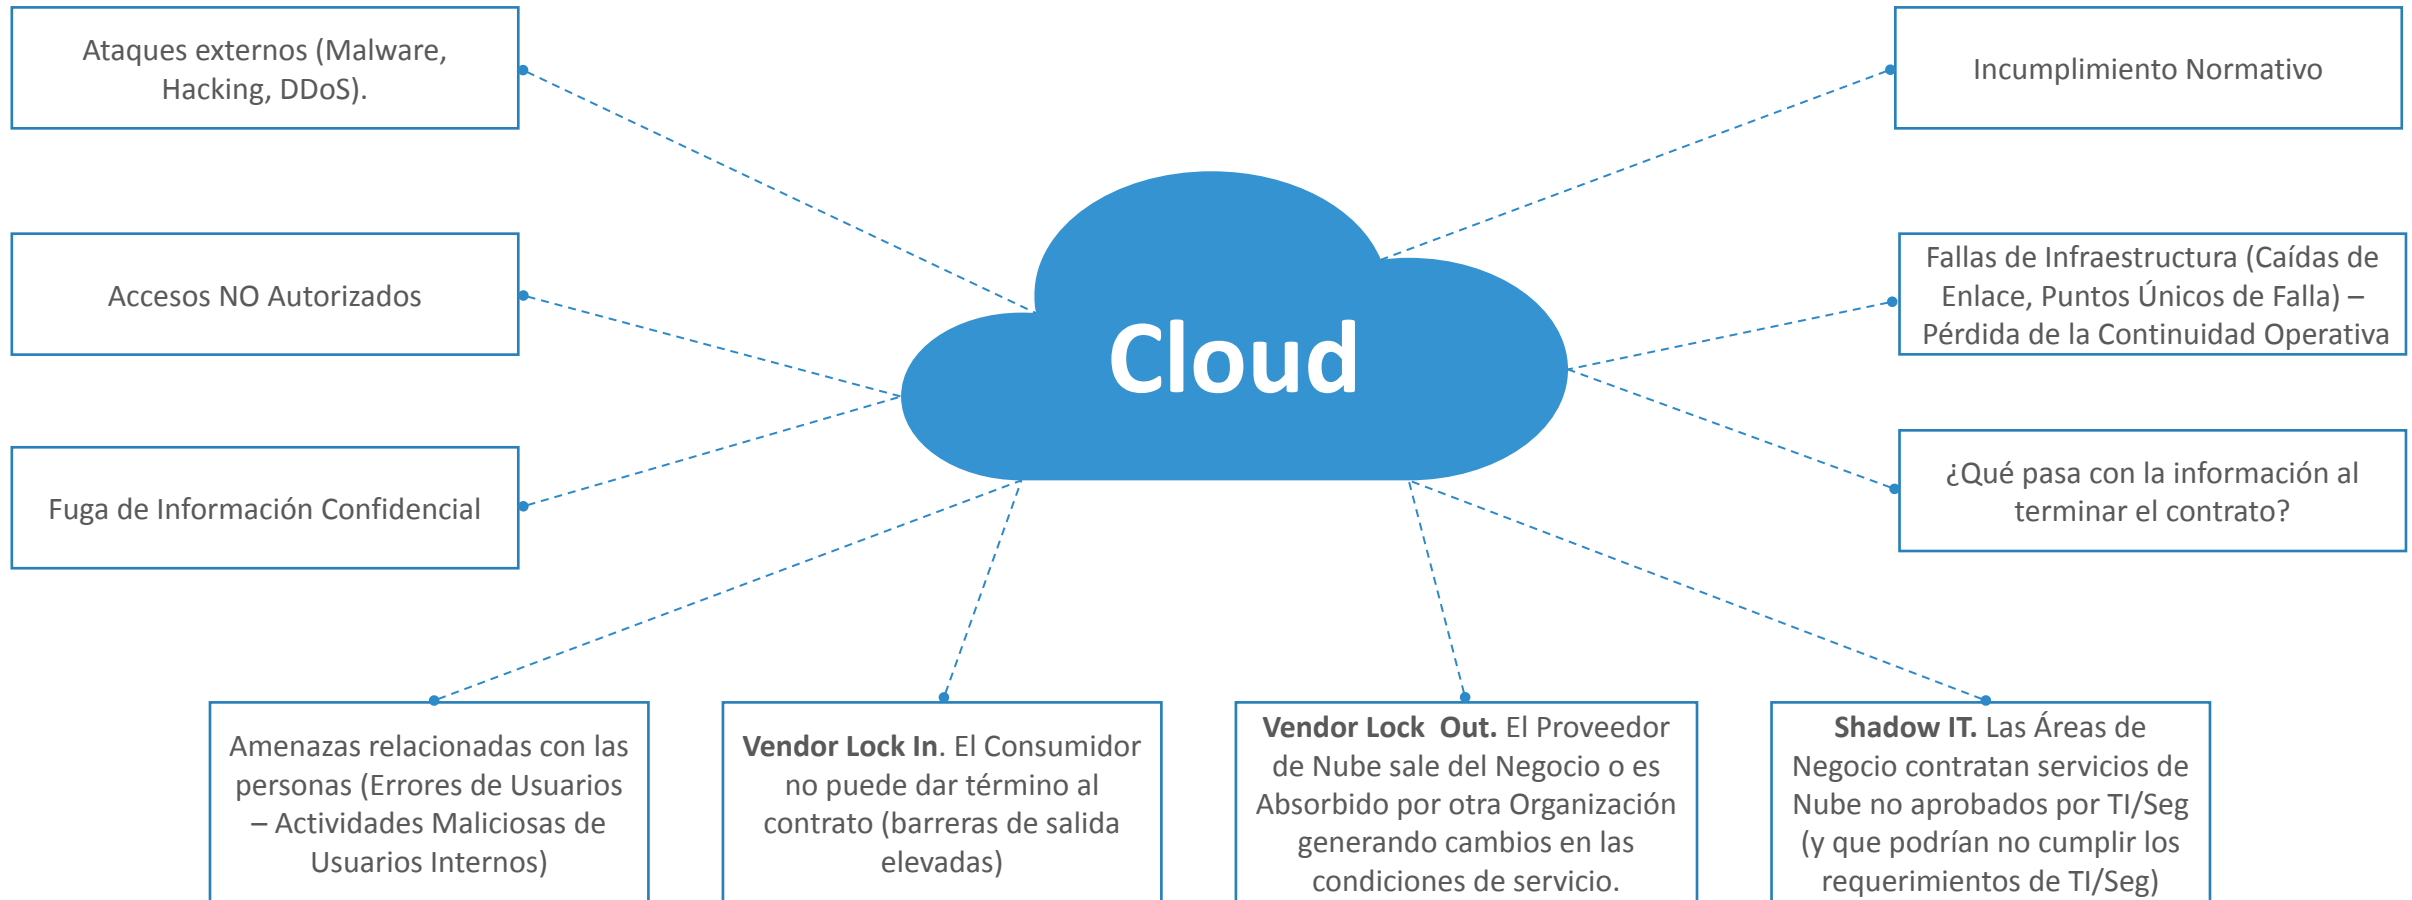 Ataques externos (Malware,
Hacking, DDoS).
Incumplimiento Normativo
Accesos NO Autorizados
Fallas de Infraestructura (Caídas de
Enlace, Puntos Únicos de Falla) –
Pérdida de la Continuidad Operativa
Cloud
Fuga de Información Confidencial
¿Qué pasa con la información al
terminar el contrato?
Amenazas relacionadas con las
personas (Errores de Usuarios
– Actividades Maliciosas de
Usuarios Internos)
Vendor Lock In. El Consumidor
no puede dar término al
contrato (barreras de salida
elevadas)
Vendor Lock  Out. El Proveedor
de Nube sale del Negocio o es
Absorbido por otra Organización
generando cambios en las
condiciones de servicio.
Shadow IT. Las Áreas de
Negocio contratan servicios de
Nube no aprobados por TI/Seg
(y que podrían no cumplir los
requerimientos de TI/Seg)